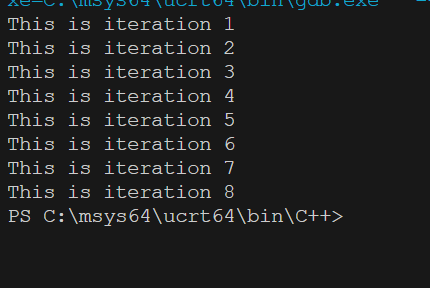 xe=C:\msys64\ucrt64\bin\gdb.exe
This is iteration 1
This is iteration 2
This is iteration 3
This is iteration 4
This is iteration 5
This is iteration 6
This is iteration 7
This is iteration 8
PS C:\msys64\ucrt64\bin\C++>